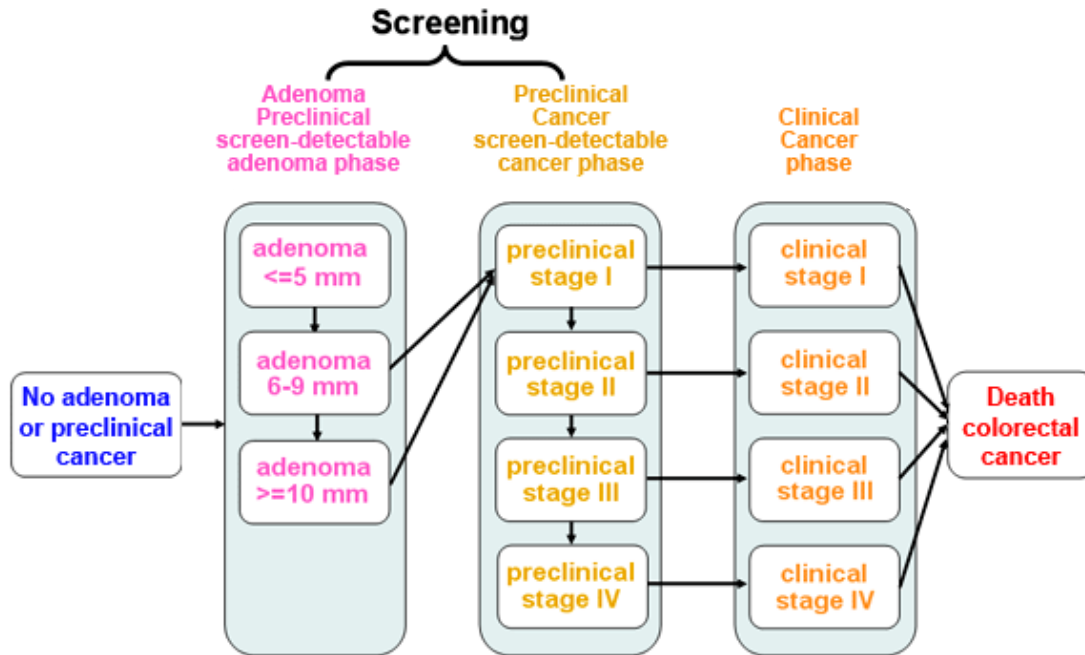 Screening
Adenoma
Preclinical
screen-detectable
adenoma phase
Preclinical
Cancer
screen-detectable
cancer phase
Clinical
Cancer
phase
No adenoma
or preclinical
cancer
adenoma
<=5 mm
adenoma
6-9 mm
adenoma
>=10 mm
preclinical
stage I
preclinical
stage II
preclinical
stage III
preclinical
stage IV
clinical
stage I
clinical
stage II
clinical
stage III
clinical
stage IV
Death
colorectal
cancer